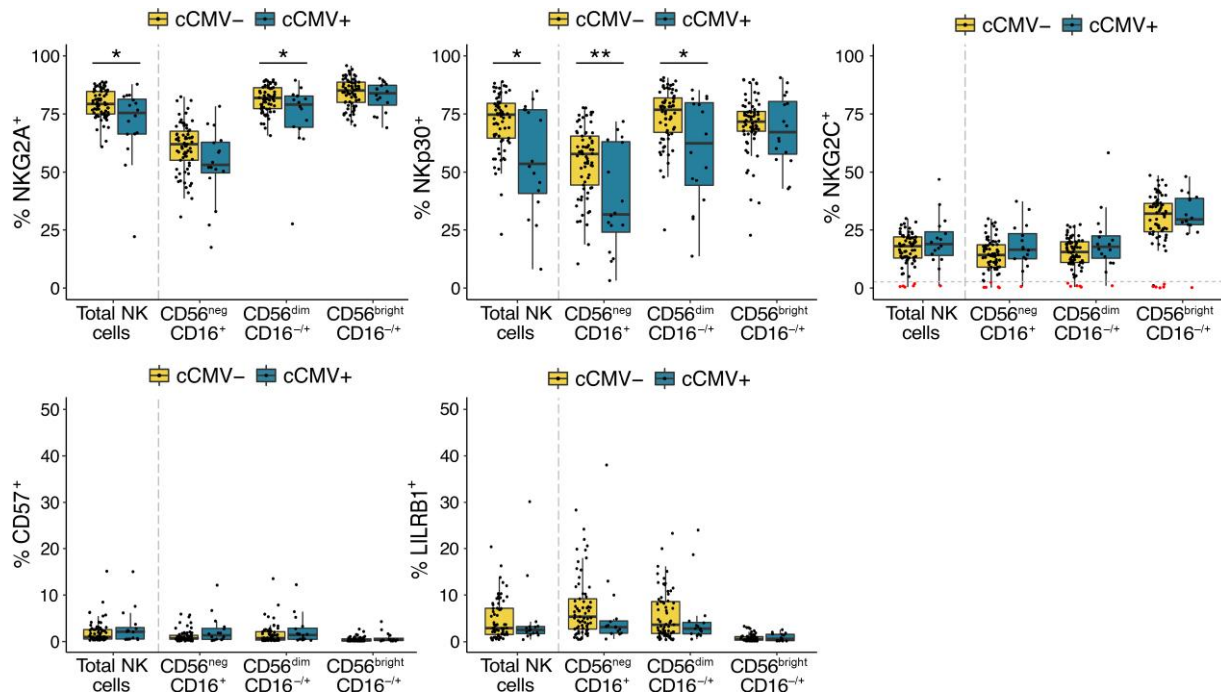 cCMV− cCMV+
% NKG2A⁺
100
75
50
25
0
* *
Total NK cells
CD56ⁿᵉᵍ CD16⁺
CD56ᵈⁱᵐ CD16⁻/⁺
CD56ᵇʳⁱᵍʰᵗ CD16⁻/⁺
cCMV− cCMV+
% NKp30⁺
100
75
50
25
0
* ** *
Total NK cells
CD56ⁿᵉᵍ CD16⁺
CD56ᵈⁱᵐ CD16⁻/⁺
CD56ᵇʳⁱᵍʰᵗ CD16⁻/⁺
cCMV− cCMV+
% NKG2C⁺
100
75
50
25
0
Total NK cells
CD56ⁿᵉᵍ CD16⁺
CD56ᵈⁱᵐ CD16⁻/⁺
CD56ᵇʳⁱᵍʰᵗ CD16⁻/⁺
cCMV− cCMV+
% CD57⁺
50
40
30
20
10
0
Total NK cells
CD56ⁿᵉᵍ CD16⁺
CD56ᵈⁱᵐ CD16⁻/⁺
CD56ᵇʳⁱᵍʰᵗ CD16⁻/⁺
cCMV− cCMV+
% LILRB1⁺
50
40
30
20
10
0
Total NK cells
CD56ⁿᵉᵍ CD16⁺
CD56ᵈⁱᵐ CD16⁻/⁺
CD56ᵇʳⁱᵍʰᵗ CD16⁻/⁺